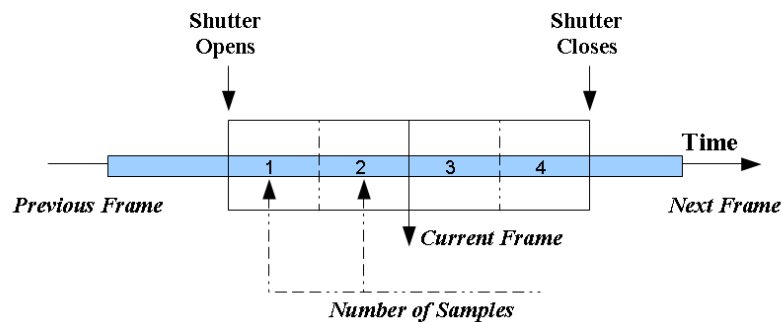 Shutter
Opens
Shutter
Closes
Time
1 2 3 4
Previous Frame
Next Frame
Current Frame
Number of Samples